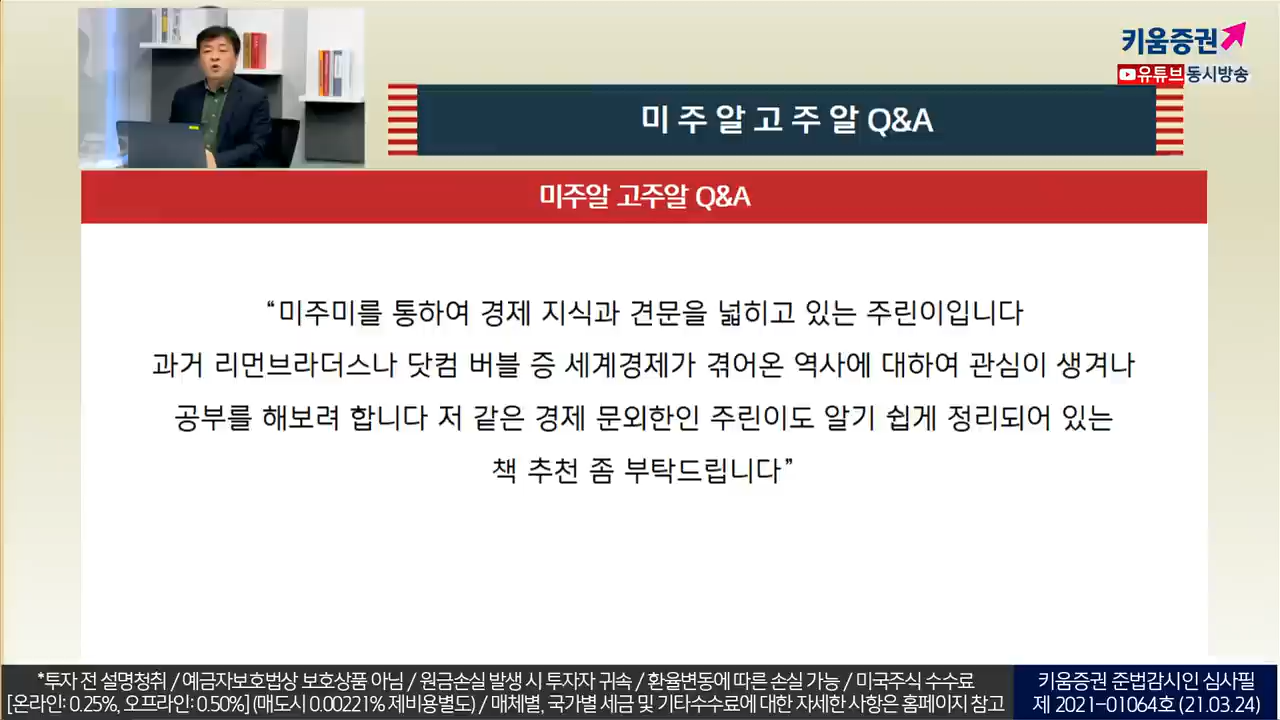 키움증권
유튜브 동시방송
미 주 알 고 주 알 Q&A
미주알 고주알 Q&A
“미주미를 통하여 경제 지식과 견문을 넓히고 있는 주린이입니다
과거 리먼브라더스나 닷컴 버블 증 세계경제가 겪어온 역사에 대하여 관심이 생겨나
공부를 해보려 합니다 저 같은 경제 문외한인 주린이도 알기 쉽게 정리되어 있는
책 추천 좀 부탁드립니다”
*투자 전 설명청취 / 예금자보호법상 보호상품 아님 / 원금손실 발생 시 투자자 귀속 / 환율변동에 따른 손실 가능 / 미국주식 수수료
[온라인: 0.25%, 오프라인: 0.50%] (매도시 0.00221% 제비용별도) / 매체별, 국가별 세금 및 기타수수료에 대한 자세한 사항은 홈페이지 참고
키움증권 준법감시인 심사필
제 2021-01064호 (21.03.24)